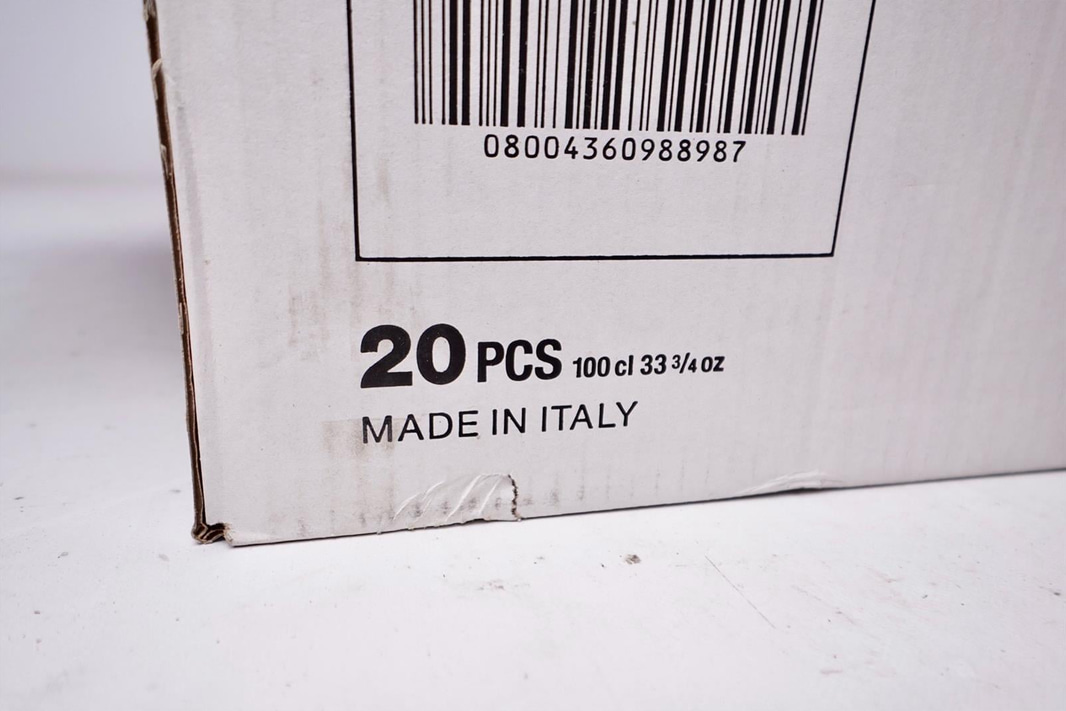 08004360988987
20 PCS 100 cl 33 3/4 oz
MADE IN ITALY